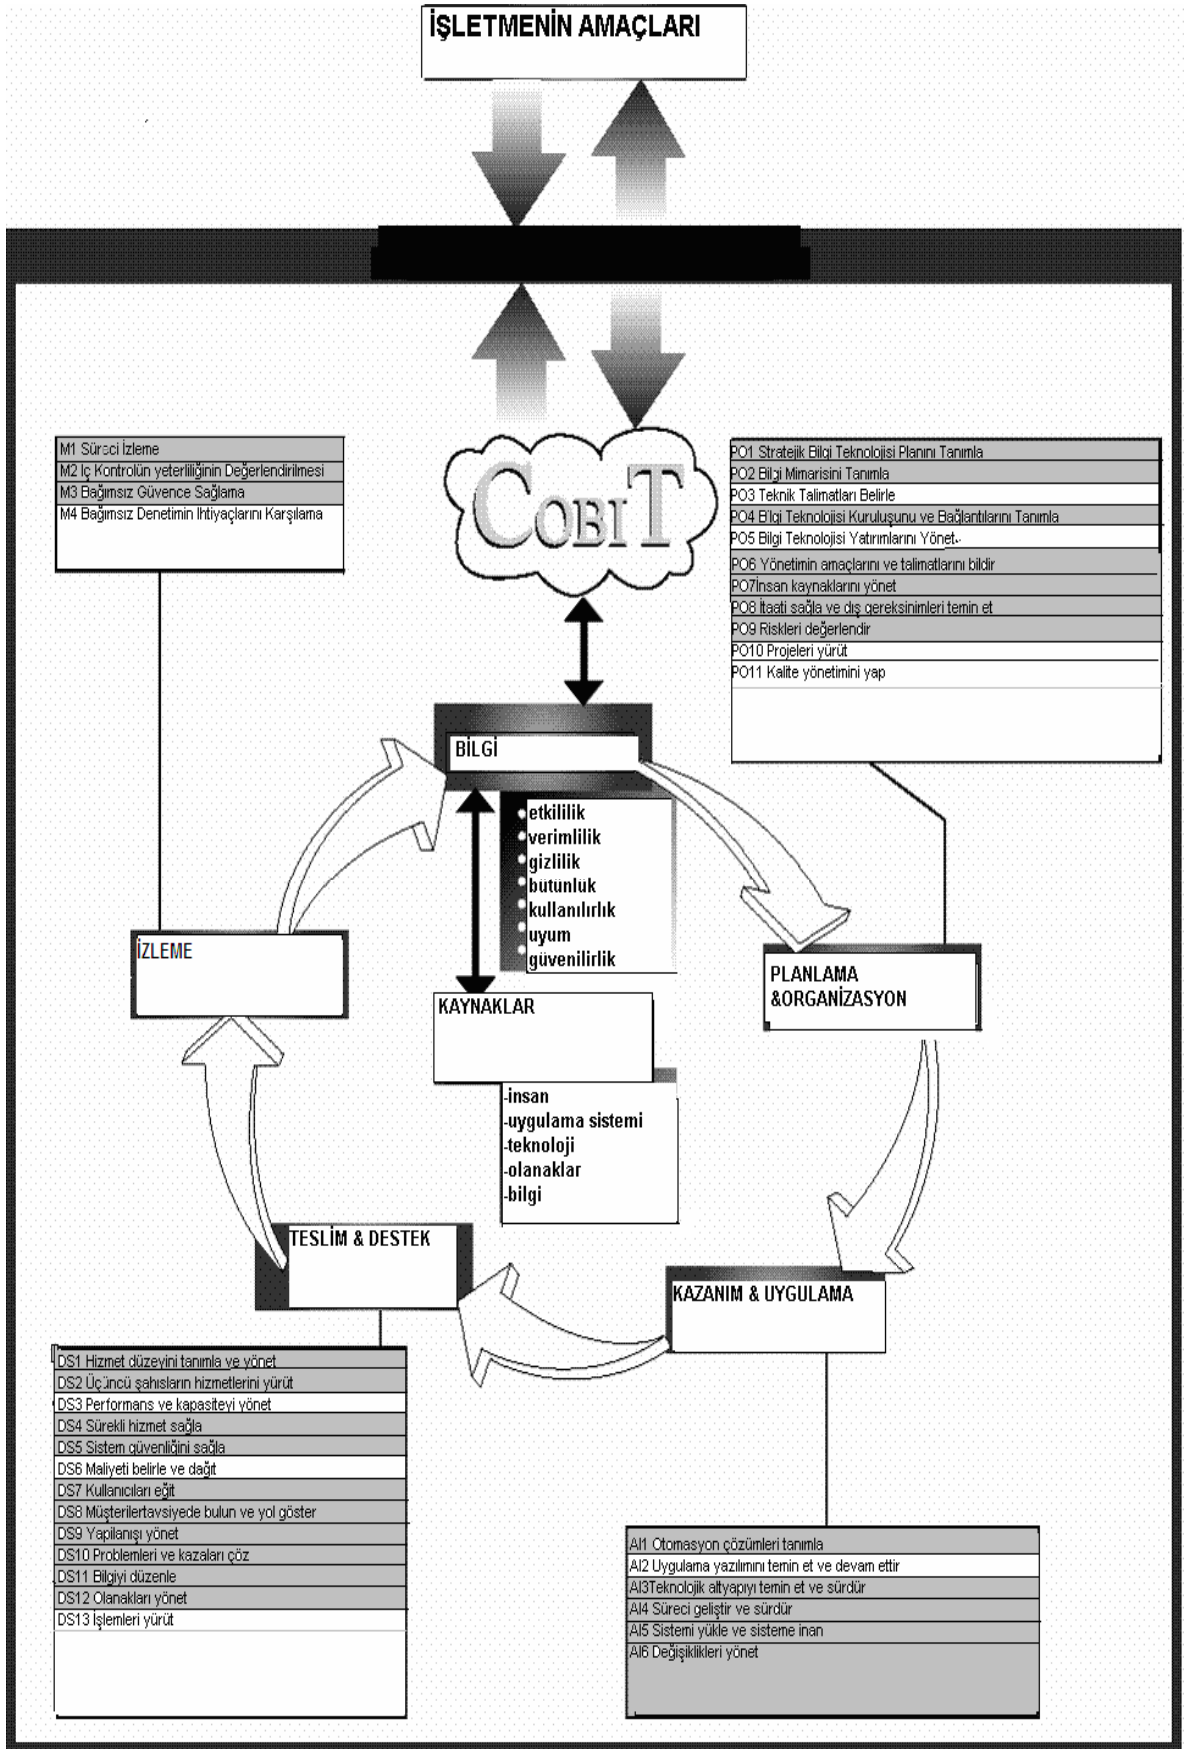 İŞLETMENİN AMAÇLARI
COBIT
M1 Süreci İzleme
M2 Iç Kontrolün yeterliliğinin Değerlendirilmesi
M3 Bağımsız Güvence Sağlama
M4 Bağımsız Denetimin Ihtiyaçlarını Karşılama
PO1 Stratejik Bilgi Teknolojisi Planını Tanımla
PO2 Bilgi Mimarisini Tanımla
PO3 Teknik Talimatları Belirle
PO4 Bilgi Teknolojisi Kuruluşunu ve Bağlantılarını Tanımla
PO5 Bilgi Teknolojisi Yatırımlarını Yönet
PO6 Yönetimin amaçlarını ve talimatlarını bildir
PO7İnsan kaynaklarını yönet
PO8 İtaati sağla ve dış gereksinimleri temin et
PO9 Riskleri değerlendir
PO10 Projeleri yürüt
PO11 Kalite yönetimini yap
BİLGİ
etkililik
verimlilik
gizlilik
bütünlük
kullanılırlık
uyum
güvenilirlik
İZLEME
PLANLAMA
&ORGANİZASYON
KAYNAKLAR
-insan
-uygulama sistemi
-teknoloji
-olanaklar
-bilgi
TESLİM & DESTEK
KAZANIM & UYGULAMA
DS1 Hizmet düzeyini tanımla ve yönet
DS2 Üçüncü şahısların hizmetlerini yürüt
DS3 Performans ve kapasiteyi yönet
DS4 Sürekli hizmet sağla
DS5 Sistem güvenliğini sağla
DS6 Maliyeti belirle ve dağıt
DS7 Kullanıcıları eğit
DS8 Müşterilertavsiyede bulun ve yol göster
DS9 Yapilanışı yönet
DS10 Problemleri ve kazaları çöz
DS11 Bilgiyi düzenle
DS12 Olanakları yönet
DS13 İşlemleri yürüt
AI1 Otomasyon çözümleri tanımla
AI2 Uygulama yazılımını temin et ve devam ettir
AI3Teknolojik altyapıyı temin et ve sürdür
AI4 Süreci geliştir ve sürdür
AI5 Sistemi yükle ve sisteme inan
AI6 Değişiklikleri yönet